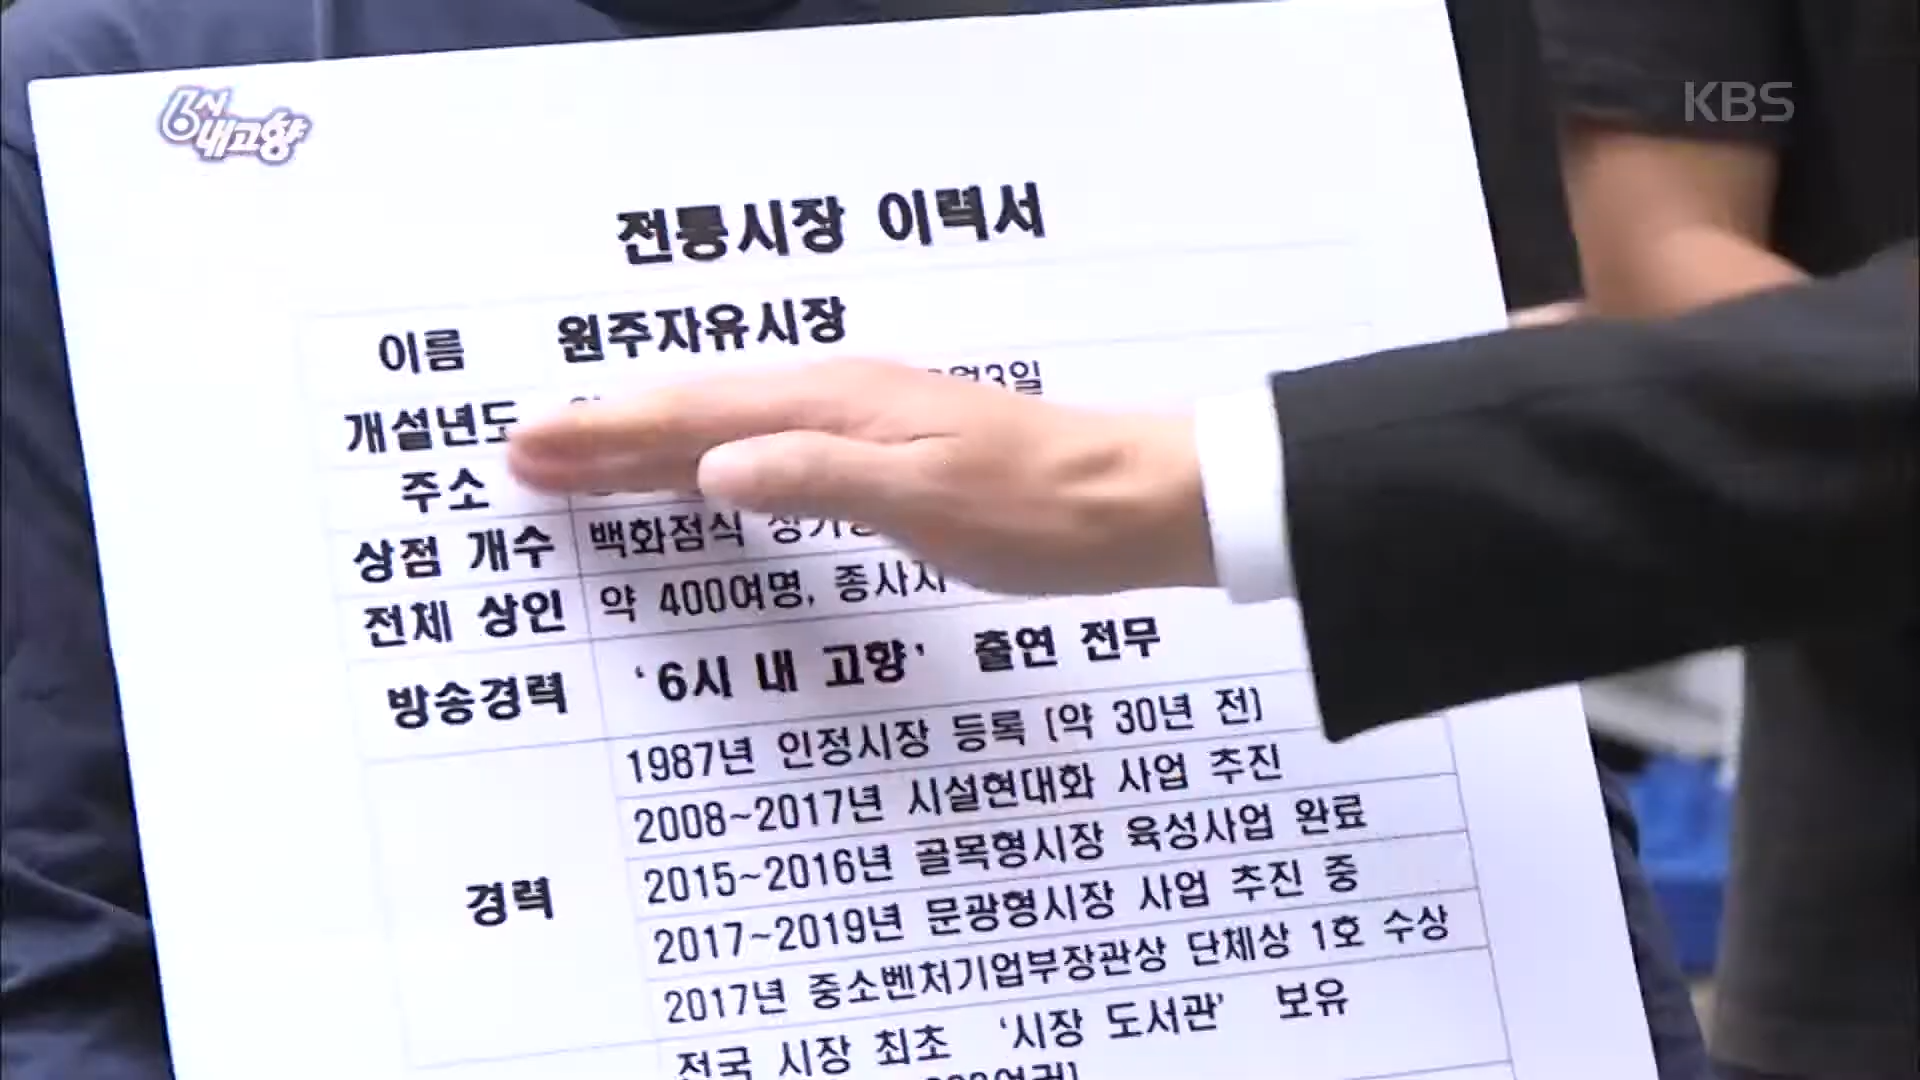 6시
내고향
KBS
전통시장 이력서
이름 원주자유시장
개설년도 3일
주소
상점 개수 백화점식
전체 상인 약 400여명, 종사자
방송경력 '6시 내 고향' 출연 전무
1987년 인정시장 등록 (약 30년 전)
2008~2017년 시설현대화 사업 추진
2015~2016년 골목형시장 육성사업 완료
경력
2017~2019년 문광형시장 사업 추진 중
2017년 중소벤처기업부장관상 단체상 1호 수상
전국 시장 최초 '시장 도서관' 보유